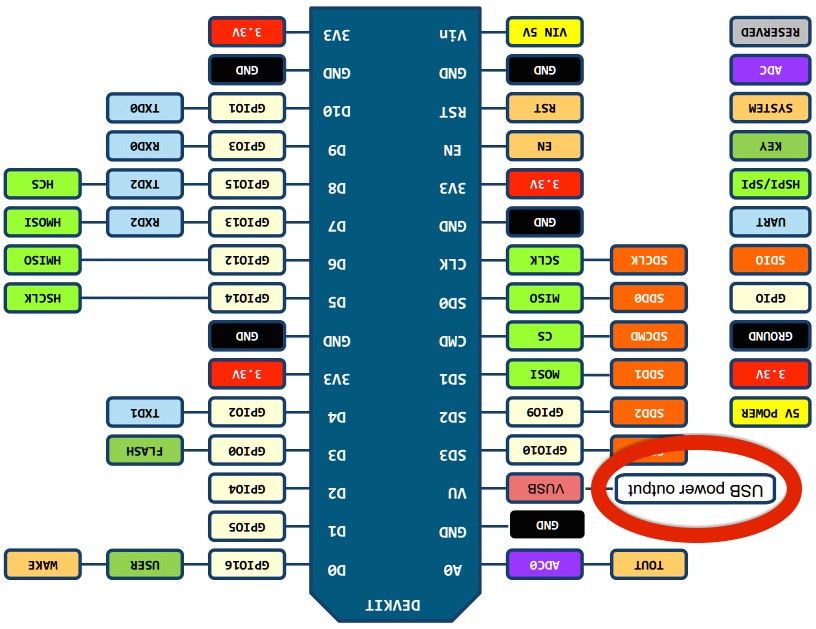 DEVKIT
TOUT ADC0 A0 D0 GPIO16 USER WAKE
GND GND D1 GPIO5
USB power output VUSB VU D2 GPIO4
GPIO10 SD3 D3 GPIO0 FLASH
5V POWER SDD2 GPIO9 SD2 D4 GPIO2 TXD1
3.3V SDD1 MOSI SD1 3V3 3.3V
GROUND SDCMD CS CMD GND GND
GPIO SDD0 MISO SD0 D5 GPIO14 HSCLK
SDIO SDCLK SCLK CLK D6 GPIO12 HMISO
UART GND GND D7 GPIO13 RXD2 HMOSI
HSPI/SPI 3.3V 3V3 D8 GPIO15 TXD2 HCS
KEY EN EN D9 GPIO3 RXD0
SYSTEM RST RST D10 GPIO1 TXD0
ADC GND GND GND GND
RESERVED VIN 5V Vin 3V3 3.3V